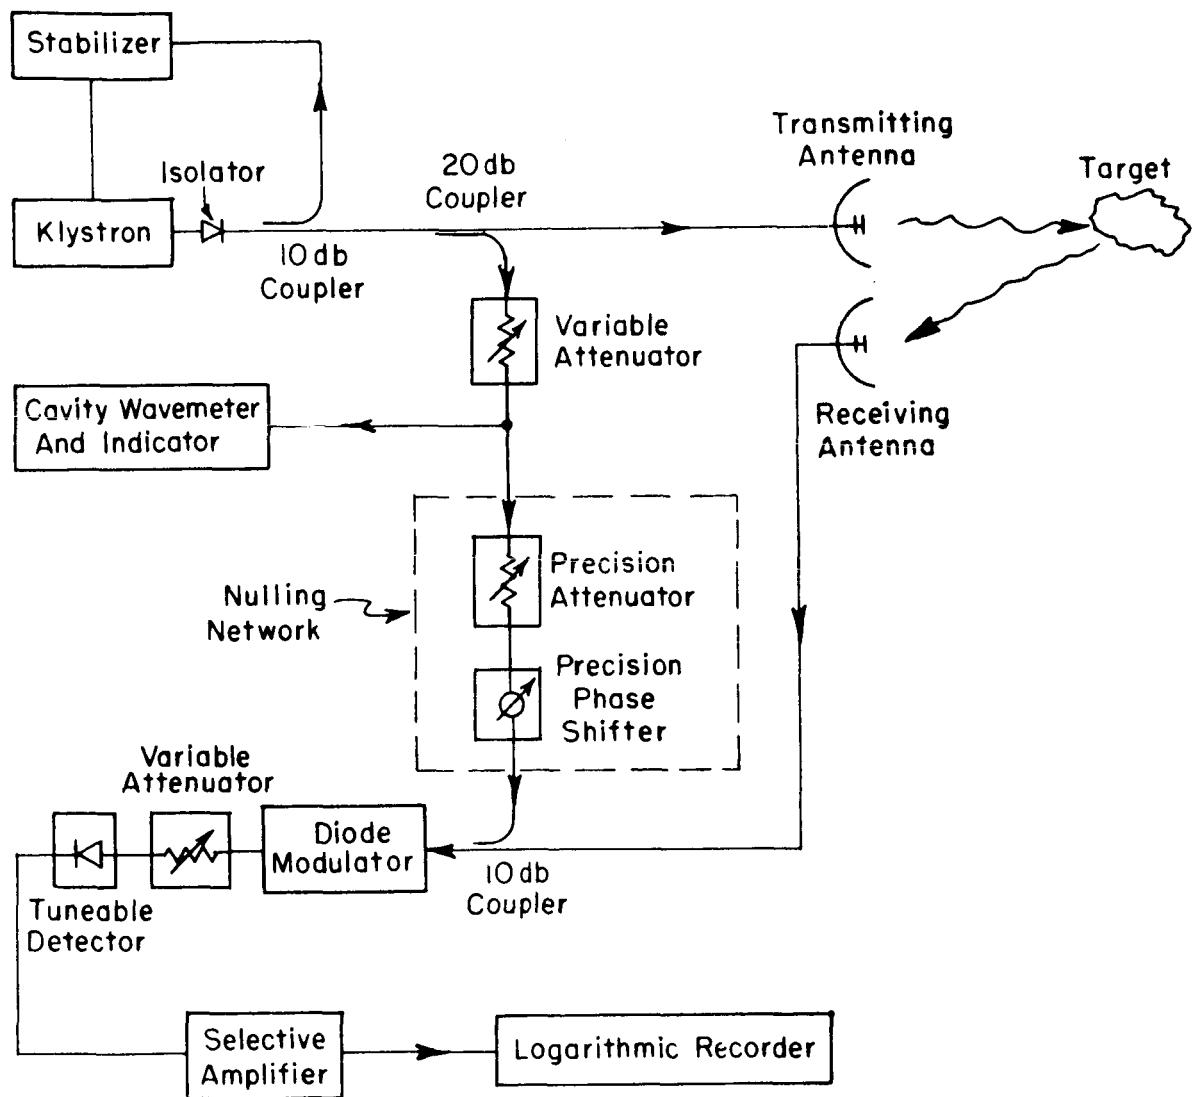 Stabilizer
Isolator
Klystron
10 db
Coupler
20 db
Coupler
Transmitting
Antenna
Target
Variable
Attenuator
Cavity Wavemeter
And Indicator
Receiving
Antenna
Nulling
Network
Precision
Attenuator
Precision
Phase
Shifter
Variable
Attenuator
Diode
Modulator
10 db
Coupler
Tuneable
Detector
Selective
Amplifier
Logarithmic Recorder